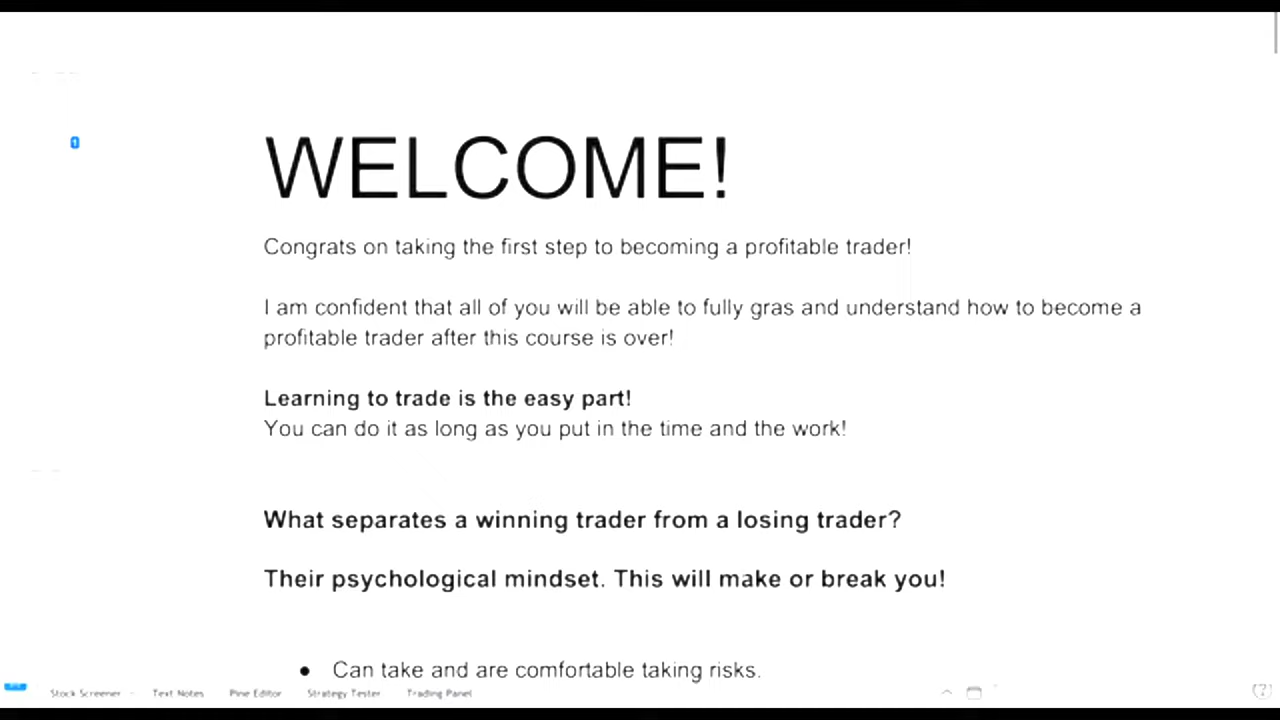 WELCOME!
Congrats on taking the first step to becoming a profitable trader!
I am confident that all of you will be able to fully gras and understand how to become a
profitable trader after this course is over!
Learning to trade is the easy part!
You can do it as long as you put in the time and the work!
What separates a winning trader from a losing trader?
Their psychological mindset. This will make or break you!
● Can take and are comfortable taking risks.
Stock Screener Text Notes Pine Editor Strategy Tester Trading Panel